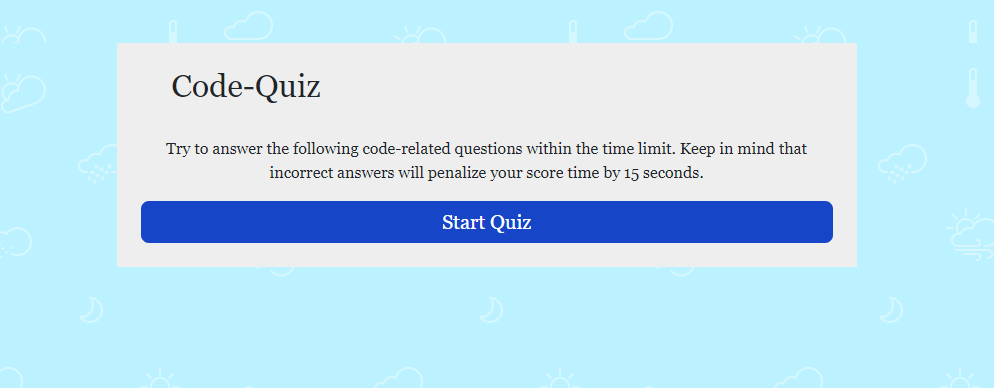 Code-Quiz
Try to answer the following code-related questions within the time limit. Keep in mind that
incorrect answers will penalize your score time by 15 seconds.
Start Quiz